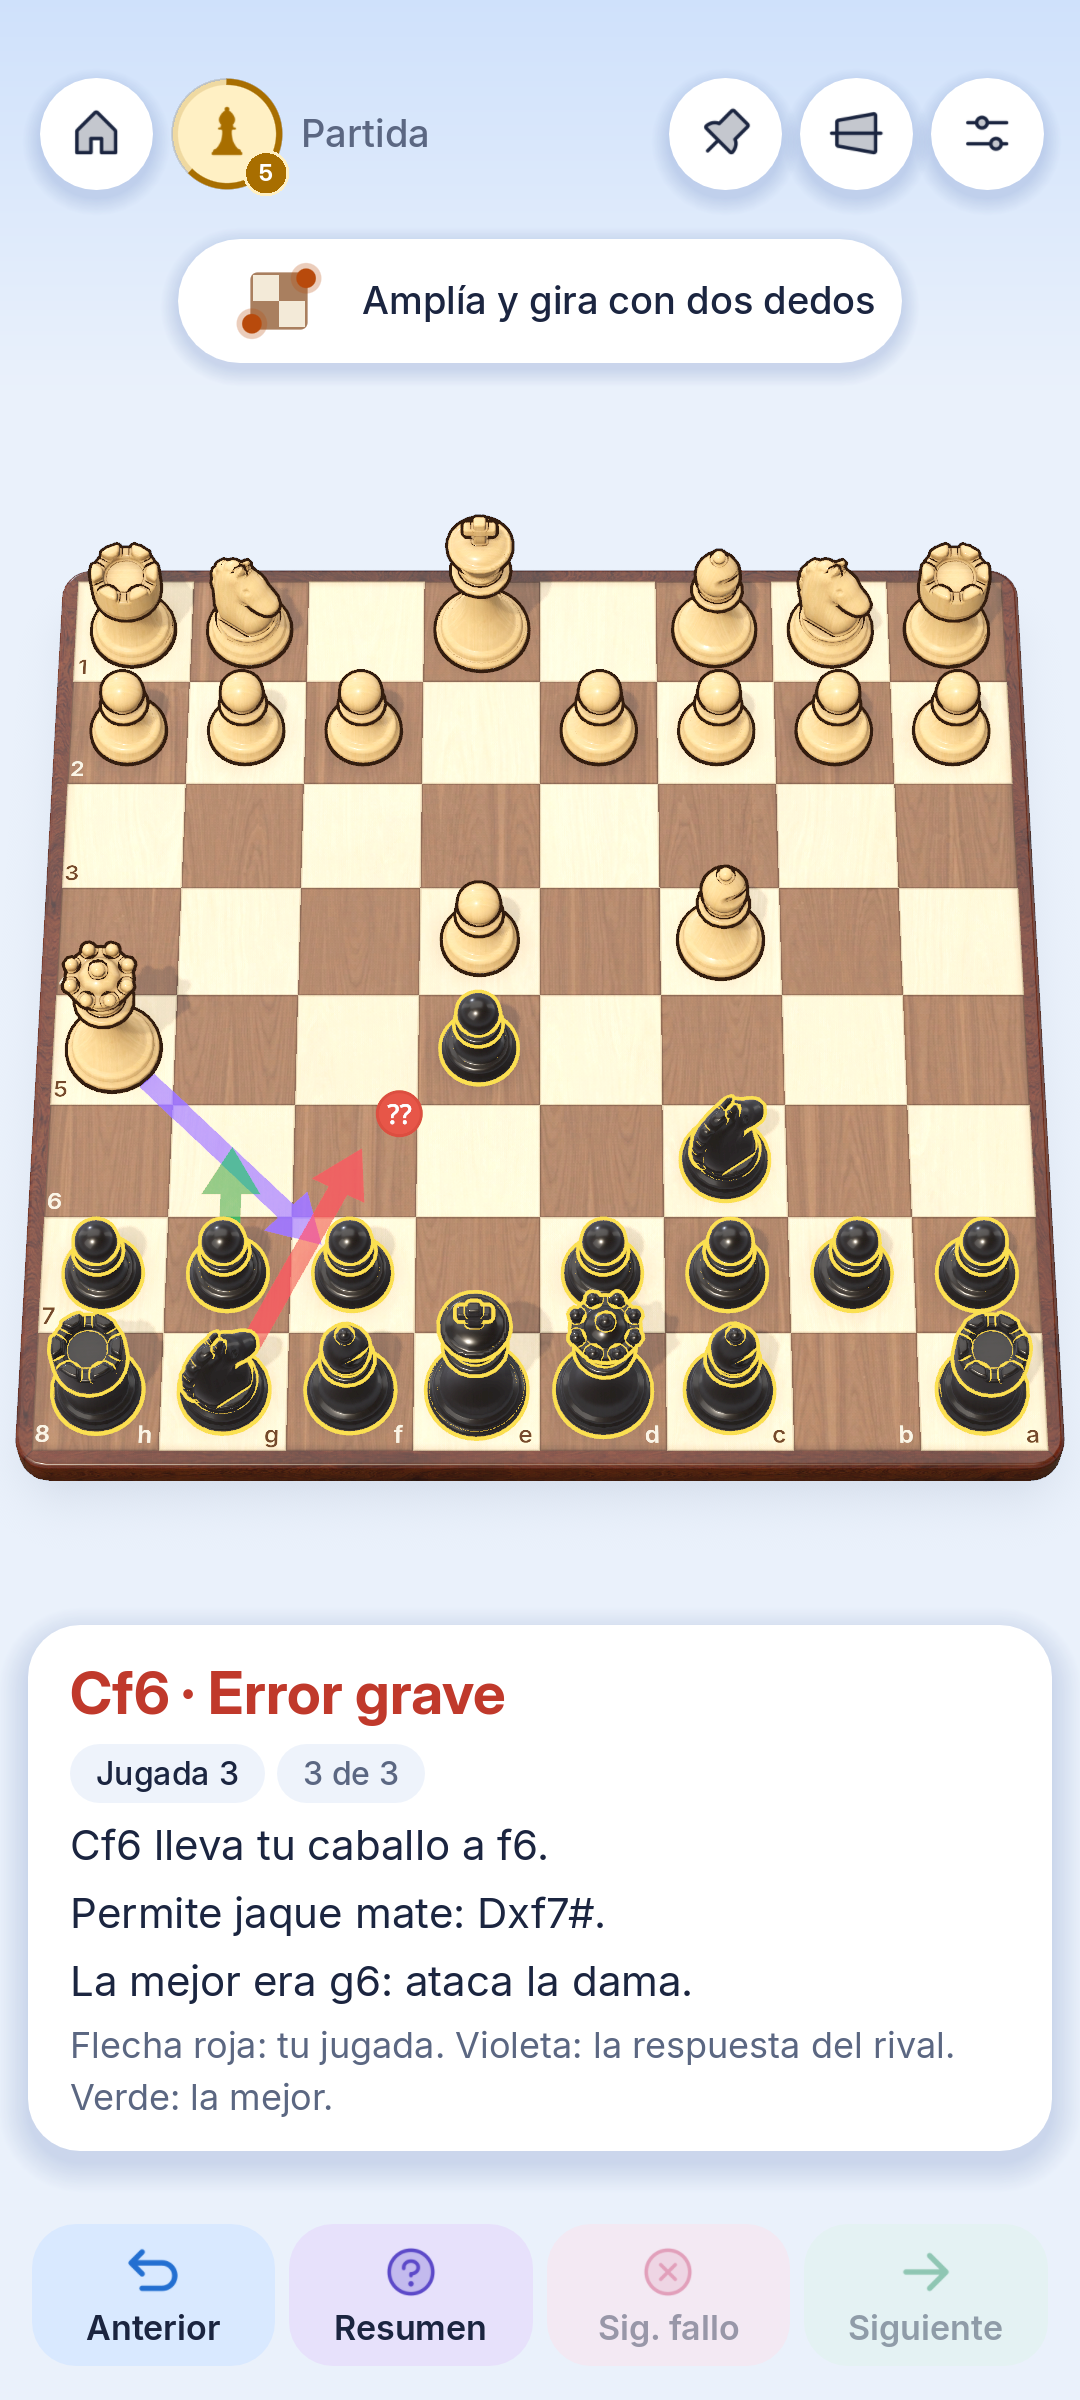 Partida
5
Amplía y gira con dos dedos
1
2
3
5
??
6
7
8 h g f e d c b a
Cf6 · Error grave
Jugada 3
3 de 3
Cf6 lleva tu caballo a f6.
Permite jaque mate: Dxf7#.
La mejor era g6: ataca la dama.
Flecha roja: tu jugada. Violeta: la respuesta del rival.
Verde: la mejor.
Anterior
Resumen
Sig. fallo
Siguiente